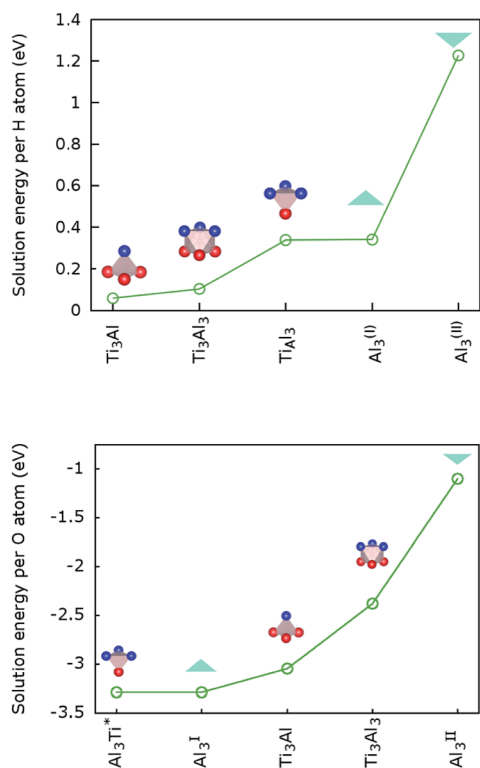 Solution energy per H atom (eV)
1.4
1.2
1
0.8
0.6
0.4
0.2
0
Ti₃Al
Ti₃Al₃
Ti_Al₃
Al₃⁽ᴵ⁾
Al₃⁽ᴵᴵ⁾
Solution energy per O atom (eV)
-1
-1.5
-2
-2.5
-3
-3.5
Al₃Ti*
Al₃ᴵ
Ti₃Al
Ti₃Al₃
Al₃ᴵᴵ